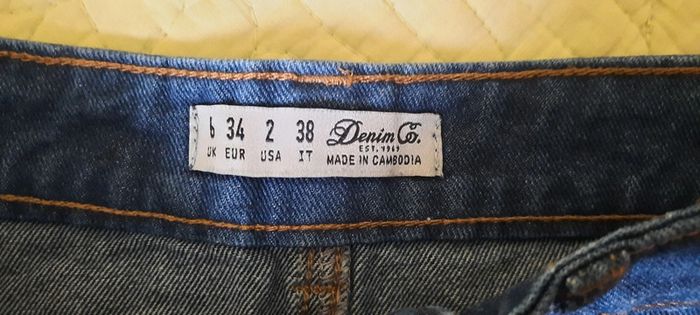 6 34 2 38 Denim Co.
EST. 1969
UK EUR USA IT MADE IN CAMBODIA